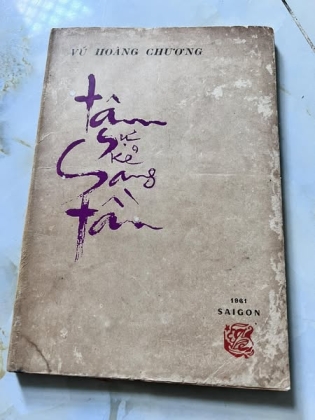 VŨ HOÀNG CHƯƠNG
tâm
sự
kẻ
Sang
tần
1961
SAIGON